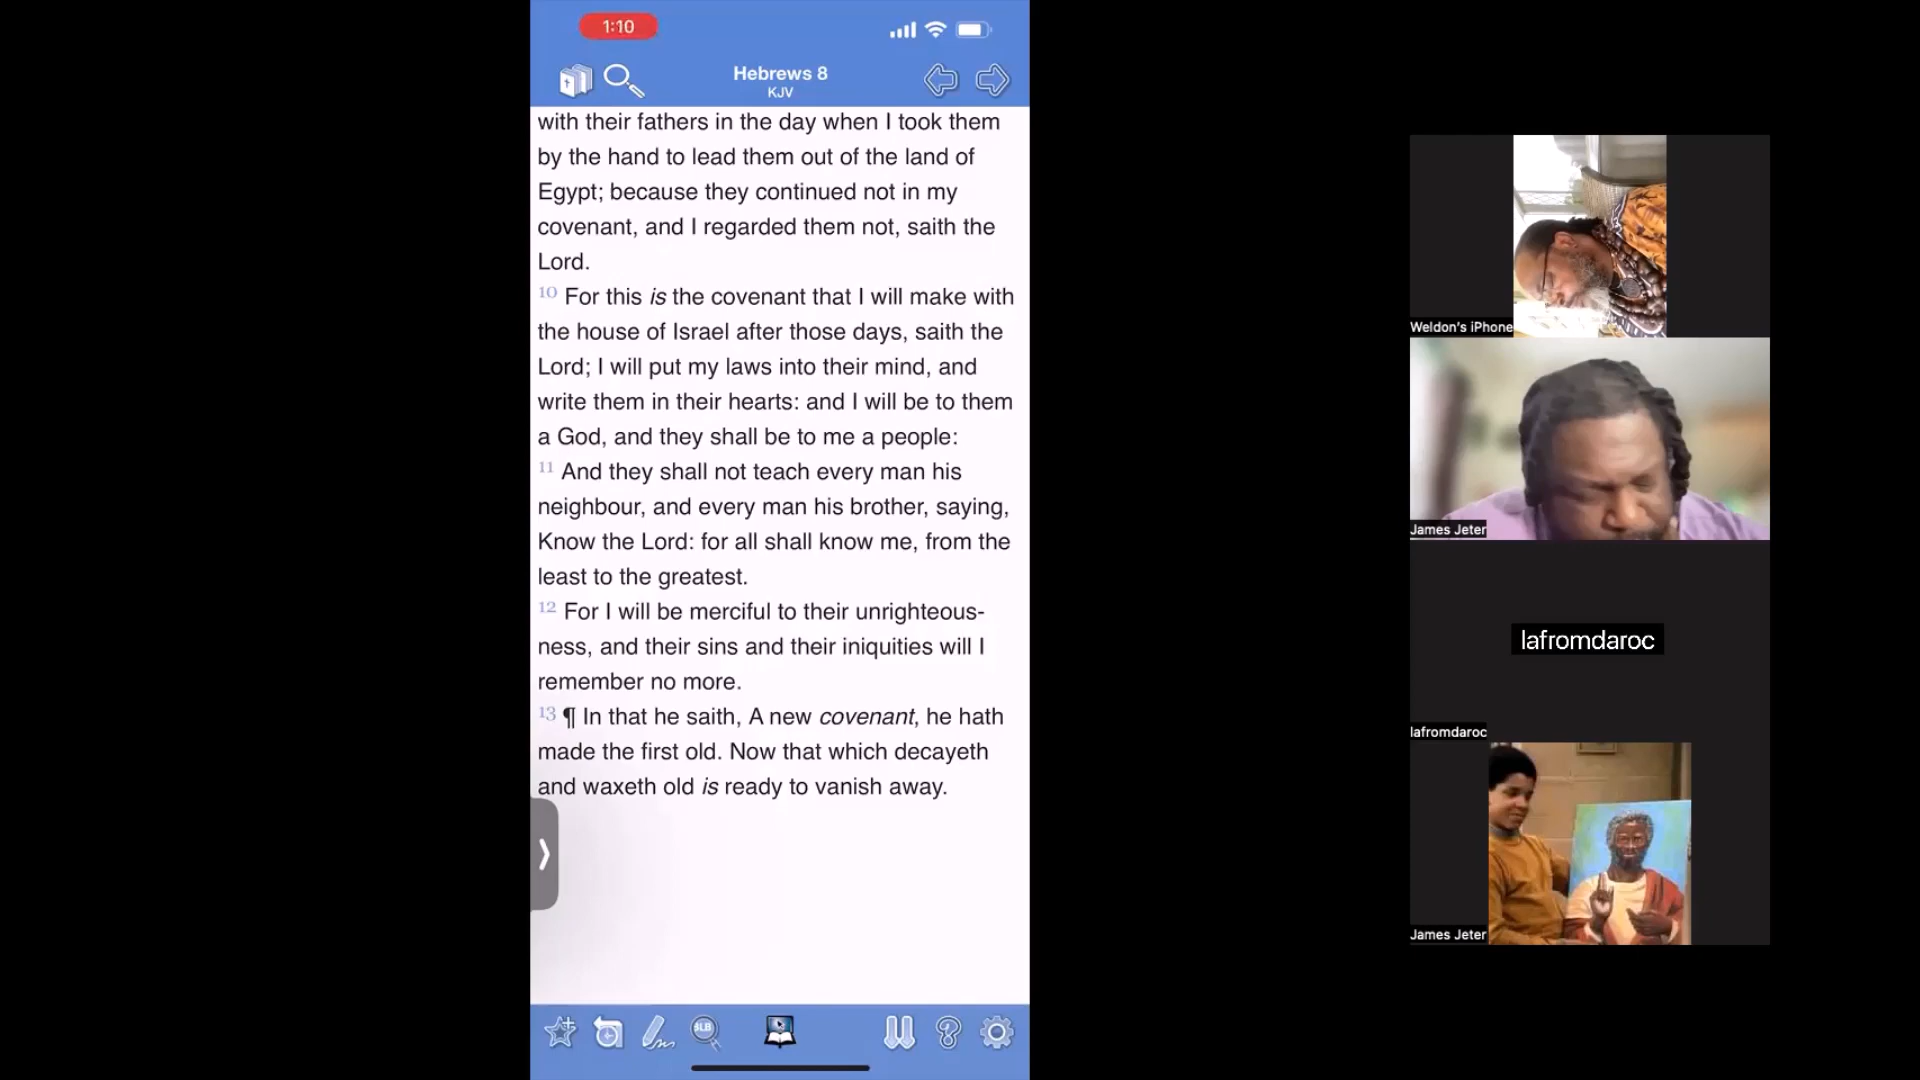 1:10
Hebrews 8
KJV
with their fathers in the day when I took them
by the hand to lead them out of the land of
Egypt; because they continued not in my
covenant, and I regarded them not, saith the
Lord.
10 For this is the covenant that I will make with
the house of Israel after those days, saith the
Lord; I will put my laws into their mind, and
write them in their hearts: and I will be to them
a God, and they shall be to me a people:
11 And they shall not teach every man his
neighbour, and every man his brother, saying,
Know the Lord: for all shall know me, from the
least to the greatest.
12 For I will be merciful to their unrighteous-
ness, and their sins and their iniquities will I
remember no more.
13 ¶ In that he saith, A new covenant, he hath
made the first old. Now that which decayeth
and waxeth old is ready to vanish away.
SLB
Weldon's iPhone
James Jeter
lafromdaroc
lafromdaroc
James Jeter